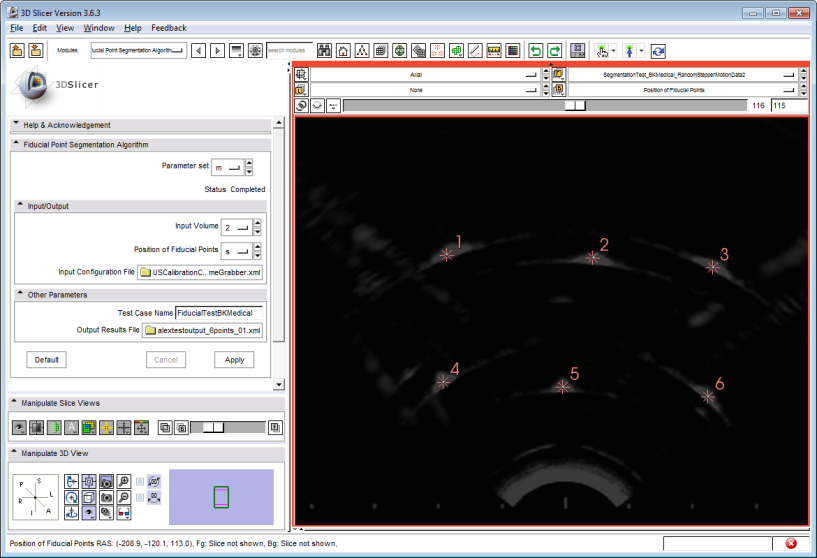 3D Slicer Version 3.6.3
File Edit View Window Help Feedback
Modules: ucial Point Segmentation Algorithm search modules
3DSlicer
Axial
SegmentationTest_BKMedical_RandomStepperMotionData2
None
Position of Fiducial Points
116 115
Help & Acknowledgement
Fiducial Point Segmentation Algorithm
Parameter set m
Status Completed
Input/Output
Input Volume 2
Position of Fiducial Points s
Input Configuration File USCalibrationC...meGrabber.xml
Other Parameters
Test Case Name FiducialTestBKMedical
Output Results File alextestoutput_6points_01.xml
Default Cancel Apply
Manipulate Slice Views
Manipulate 3D View
P S
R L
I A
1 2 3
4 5 6
Position of Fiducial Points RAS: (-208.9, -120.1, 113.0), Fg: Slice not shown, Bg: Slice not shown,